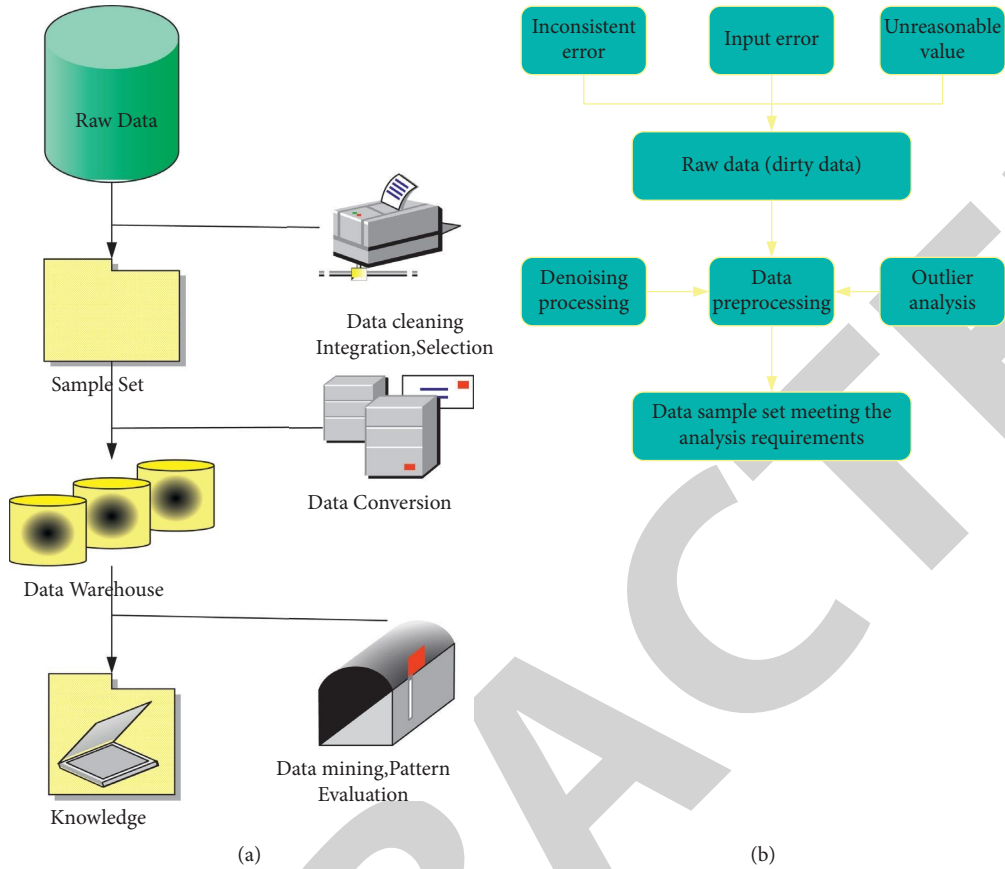 Raw Data
Data cleaning
Integration,Selection
Sample Set
Data Conversion
Data Warehouse
Data mining,Pattern
Evaluation
Knowledge
(a)
Inconsistent
error
Input error
Unreasonable
value
Raw data (dirty data)
Denoising
processing
Data
preprocessing
Outlier
analysis
Data sample set meeting the
analysis requirements
(b)